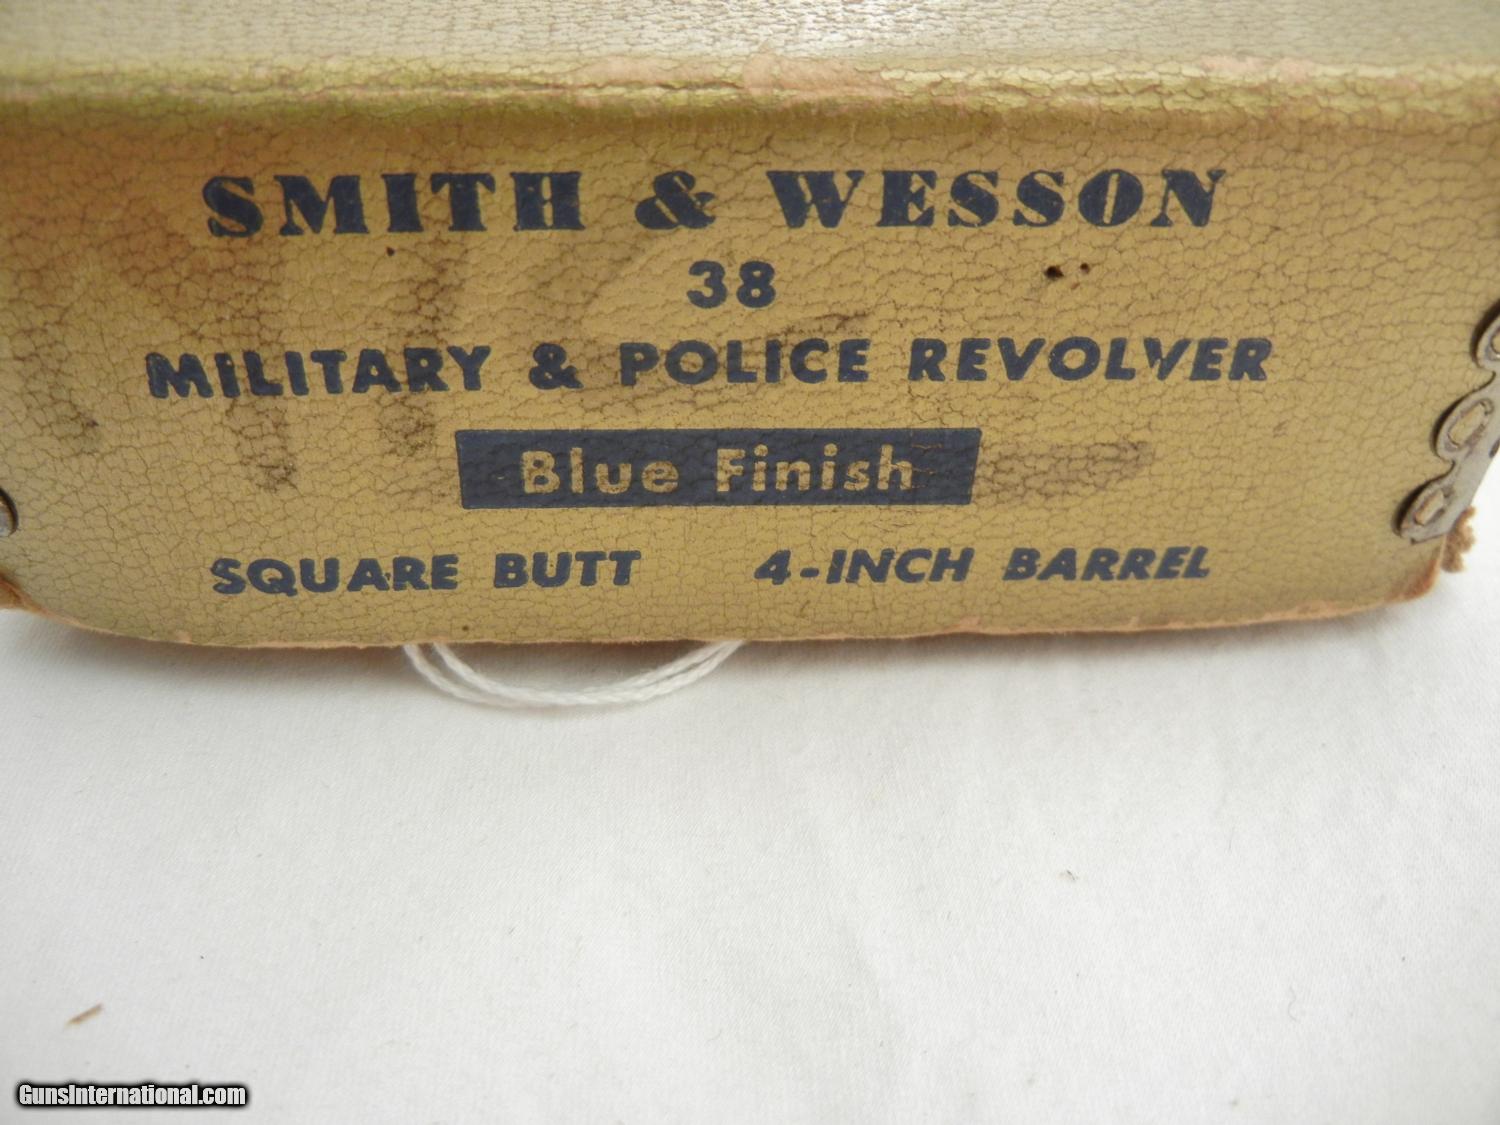 SMITH & WESSON
38
MILITARY & POLICE REVOLVER
Blue Finish
SQUARE BUTT 4-INCH BARREL
GunsInternational.com